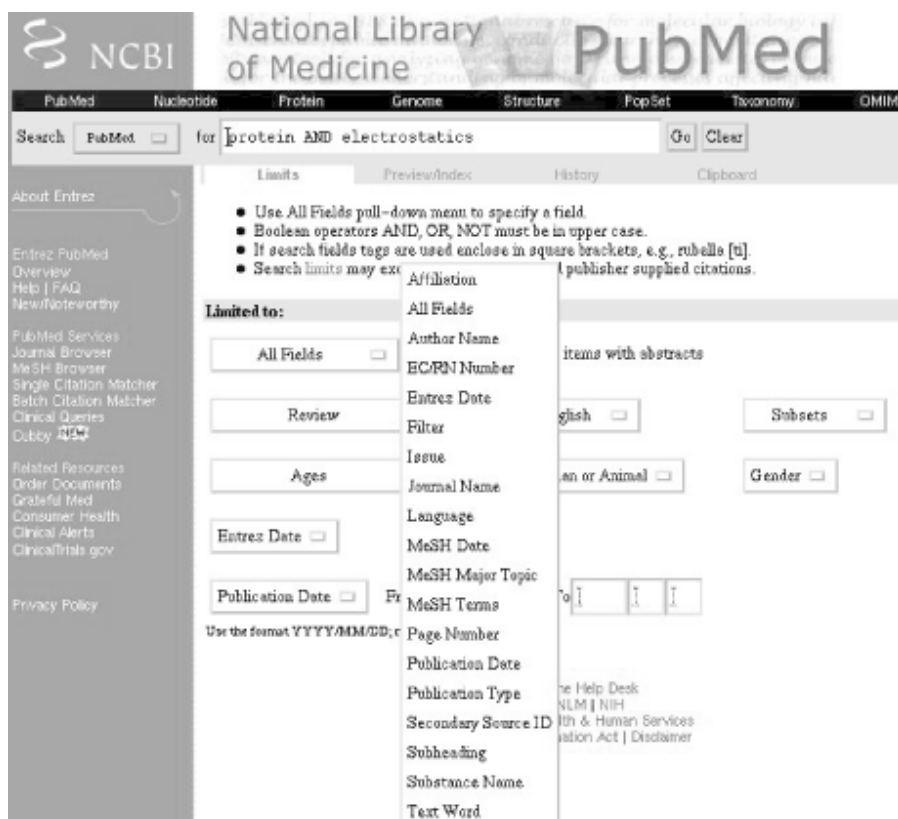 NCBI
National Library
of Medicine
PubMed
PubMed Nucleotide Protein Genome Structure PopSet Taxonomy OMIM
Search PubMed for protein AND electrostatics Go Clear
Limits Preview/Index History Clipboard
About Entrez
Entrez PubMed
Overview
Help | FAQ
New/Noteworthy
PubMed Services
Journal Browser
MeSH Browser
Single Citation Matcher
Batch Citation Matcher
Clinical Queries
Cubby NEW
Related Resources
Order Documents
Grateful Med
Consumer Health
Clinical Alerts
ClinicalTrials.gov
Privacy Policy
● Use All Fields pull-down menu to specify a field.
● Boolean operators AND, OR, NOT must be in upper case.
● If search fields tags are used enclose in square brackets, e.g., rubella [ti].
● Search limits may exc publisher supplied citations.
Limited to:
All Fields items with abstracts
Review glish Subsets
Ages an or Animal Gender
Entrez Date
Publication Date Fr To
Use the format YYYY/MM/DD;
Affiliation
All Fields
Author Name
EC/RN Number
Entrez Date
Filter
Issue
Journal Name
Language
MeSH Date
MeSH Major Topic
MeSH Terms
Page Number
Publication Date
Publication Type
Secondary Source ID
Subheading
Substance Name
Text Word
he Help Desk
NLM | NIH
lth & Human Services
mation Act | Disclaimer